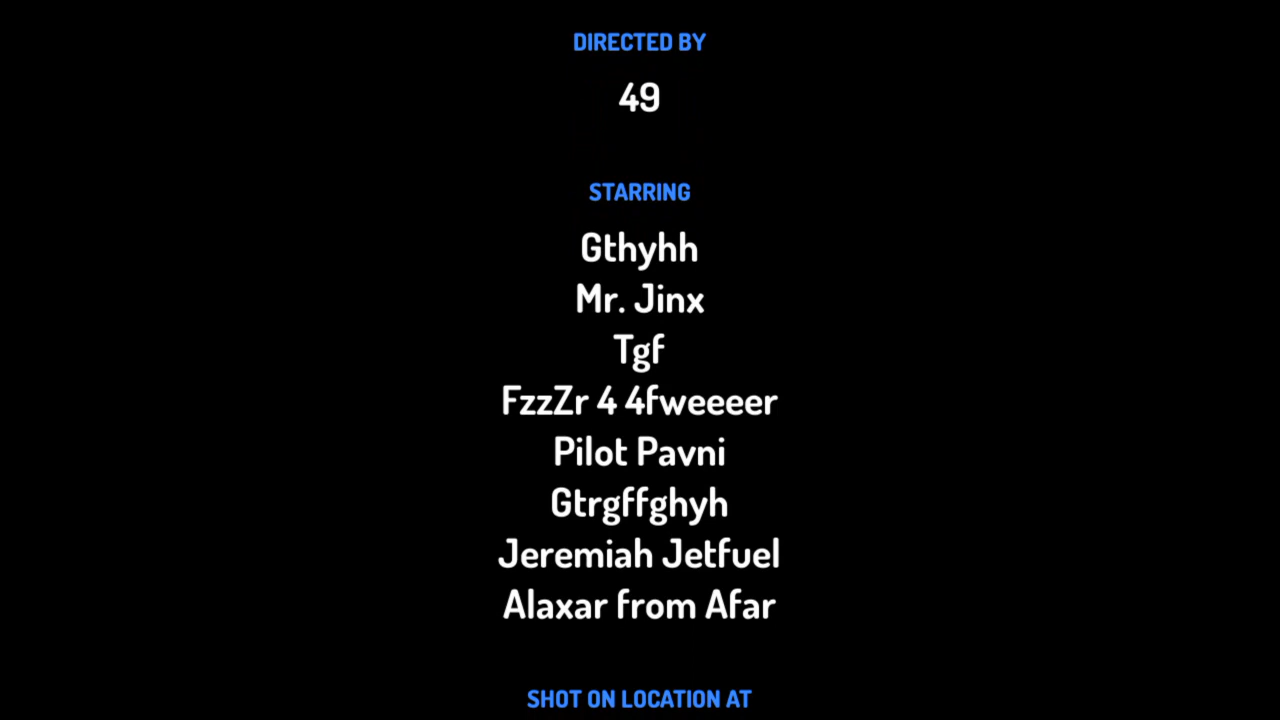 DIRECTED BY
49
STARRING
Gthyhh
Mr. Jinx
Tgf
FzzZr 4 4fweeeer
Pilot Pavni
Gtrgffghyh
Jeremiah Jetfuel
Alaxar from Afar
SHOT ON LOCATION AT